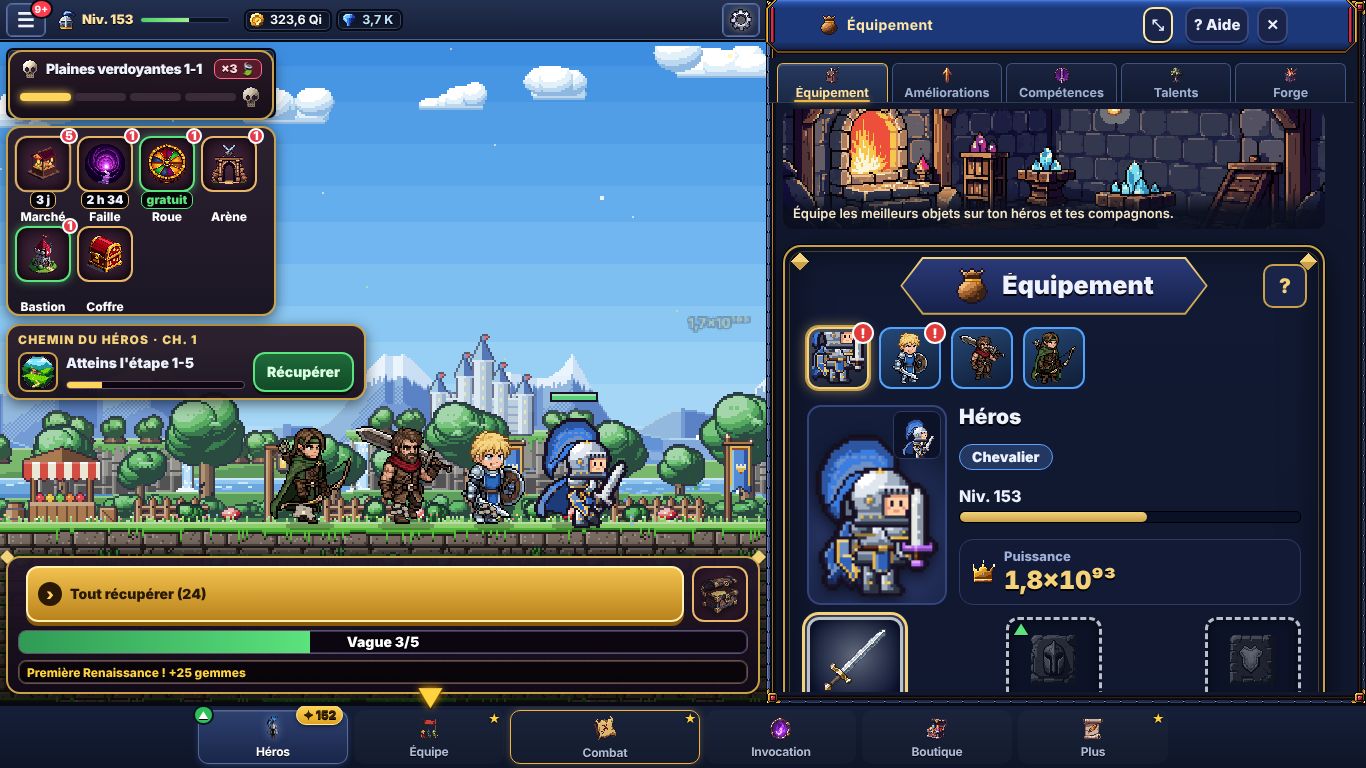 9+
Niv. 153
323,6 Qi
3,7 K
Plaines verdoyantes 1-1
×3
5
1
1
1
3 j
2 h 34
gratuit
Marché
Faille
Roue
Arène
1
Bastion
Coffre
CHEMIN DU HÉROS · CH. 1
Atteins l'étape 1-5
Récupérer
Tout récupérer (24)
Vague 3/5
Première Renaissance ! +25 gemmes
Équipement
? Aide
Équipement
Améliorations
Compétences
Talents
Forge
Équipe les meilleurs objets sur ton héros et tes compagnons.
Équipement
?
!
!
Héros
Chevalier
Niv. 153
Puissance
1,8×10⁹³
152
Héros
Équipe
Combat
Invocation
Boutique
Plus